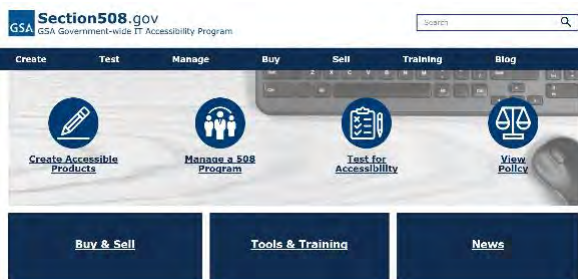 GSA
Section508.gov
GSA Government-wide IT Accessibility Program
Search
Create Test Manage Buy Sell Training Blog
Create Accessible
Products
Manage a 508
Program
Test for
Accessibility
View
Policy
Buy & Sell
Tools & Training
News